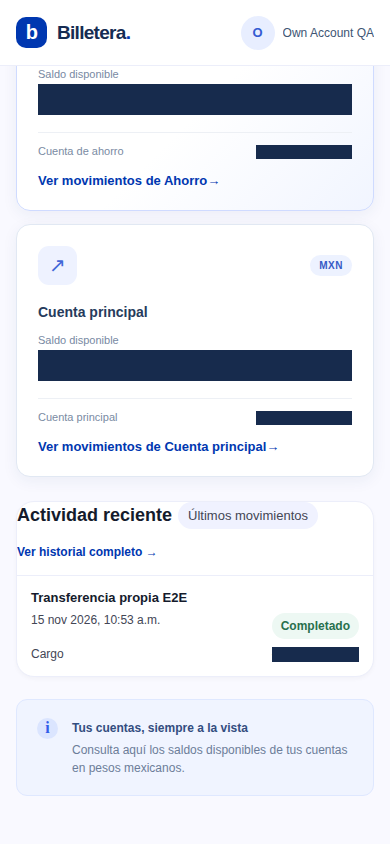 b Billetera.
O Own Account QA
Saldo disponible
Cuenta de ahorro
Ver movimientos de Ahorro→
MXN
Cuenta principal
Saldo disponible
Cuenta principal
Ver movimientos de Cuenta principal→
Actividad reciente Últimos movimientos
Ver historial completo →
Transferencia propia E2E
15 nov 2026, 10:53 a.m.
Completado
Cargo
i Tus cuentas, siempre a la vista
Consulta aquí los saldos disponibles de tus cuentas
en pesos mexicanos.